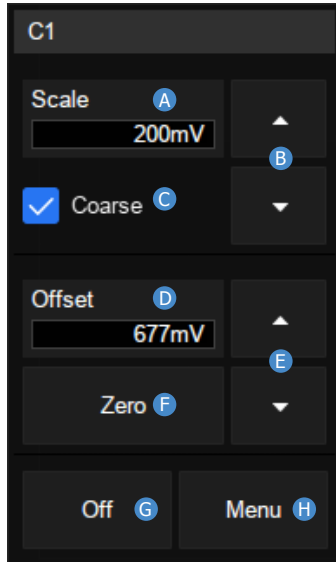 C1
Scale A
200mV
B
Coarse C
Offset D
677mV
E
Zero F
Off G
Menu H